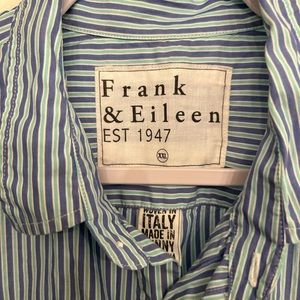 Frank
& Eileen
EST 1947
XXL
WOVEN IN
ITALY
MADE IN